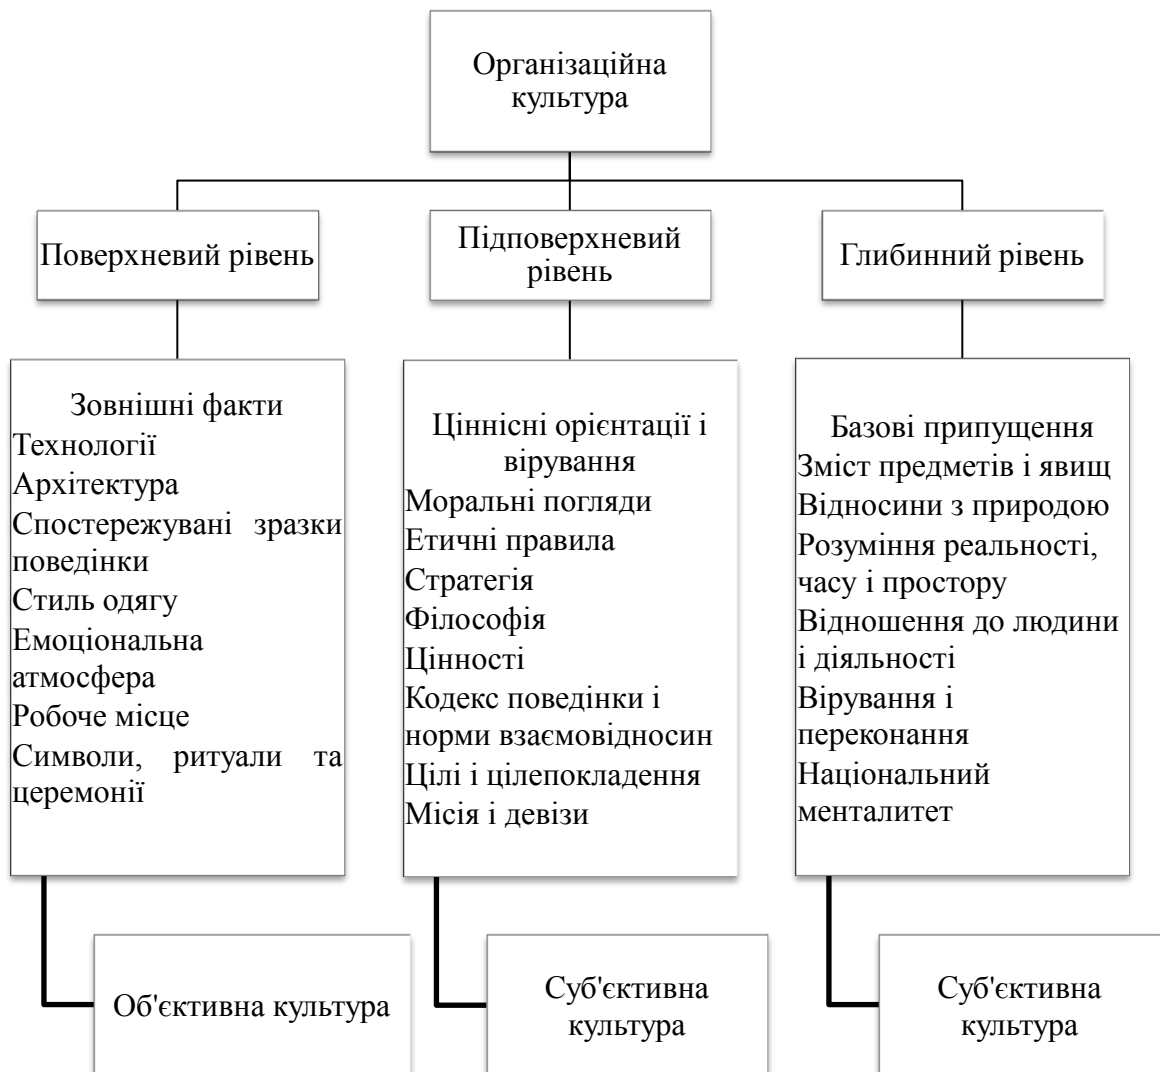 Організаційна
культура
Поверхневий рівень
Підповерхневий
рівень
Глибинний рівень
Зовнішні факти
Технології
Архітектура
Спостережувані зразки
поведінки
Стиль одягу
Емоціональна
атмосфера
Робоче місце
Символи, ритуали та
церемонії
Ціннісні орієнтації і
вірування
Моральні погляди
Етичні правила
Стратегія
Філософія
Цінності
Кодекс поведінки і
норми взаємовідносин
Цілі і цілепокладення
Місія і девізи
Базові припущення
Зміст предметів і явищ
Відносини з природою
Розуміння реальності,
часу і простору
Відношення до людини
і діяльності
Вірування і
переконання
Національний
менталитет
Об'єктивна культура
Суб'єктивна
культура
Суб'єктивна
культура